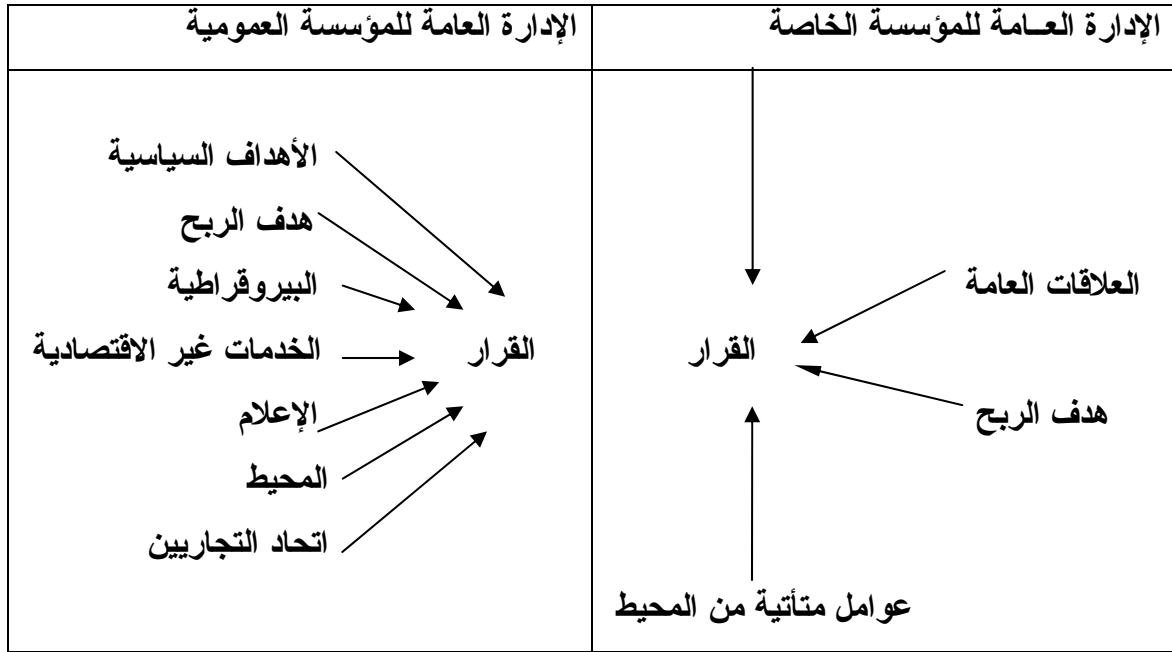 الإدارة العــامة للمؤسسة الخاصة
الإدارة العامة للمؤسسة العمومية
العلاقات العامة
القرار
هدف الربح
عوامل متأتية من المحيط
الأهداف السياسية
هدف الربح
البيروقراطية
الخدمات غير الاقتصادية
القرار
الإعلام
المحيط
اتحاد التجاريين